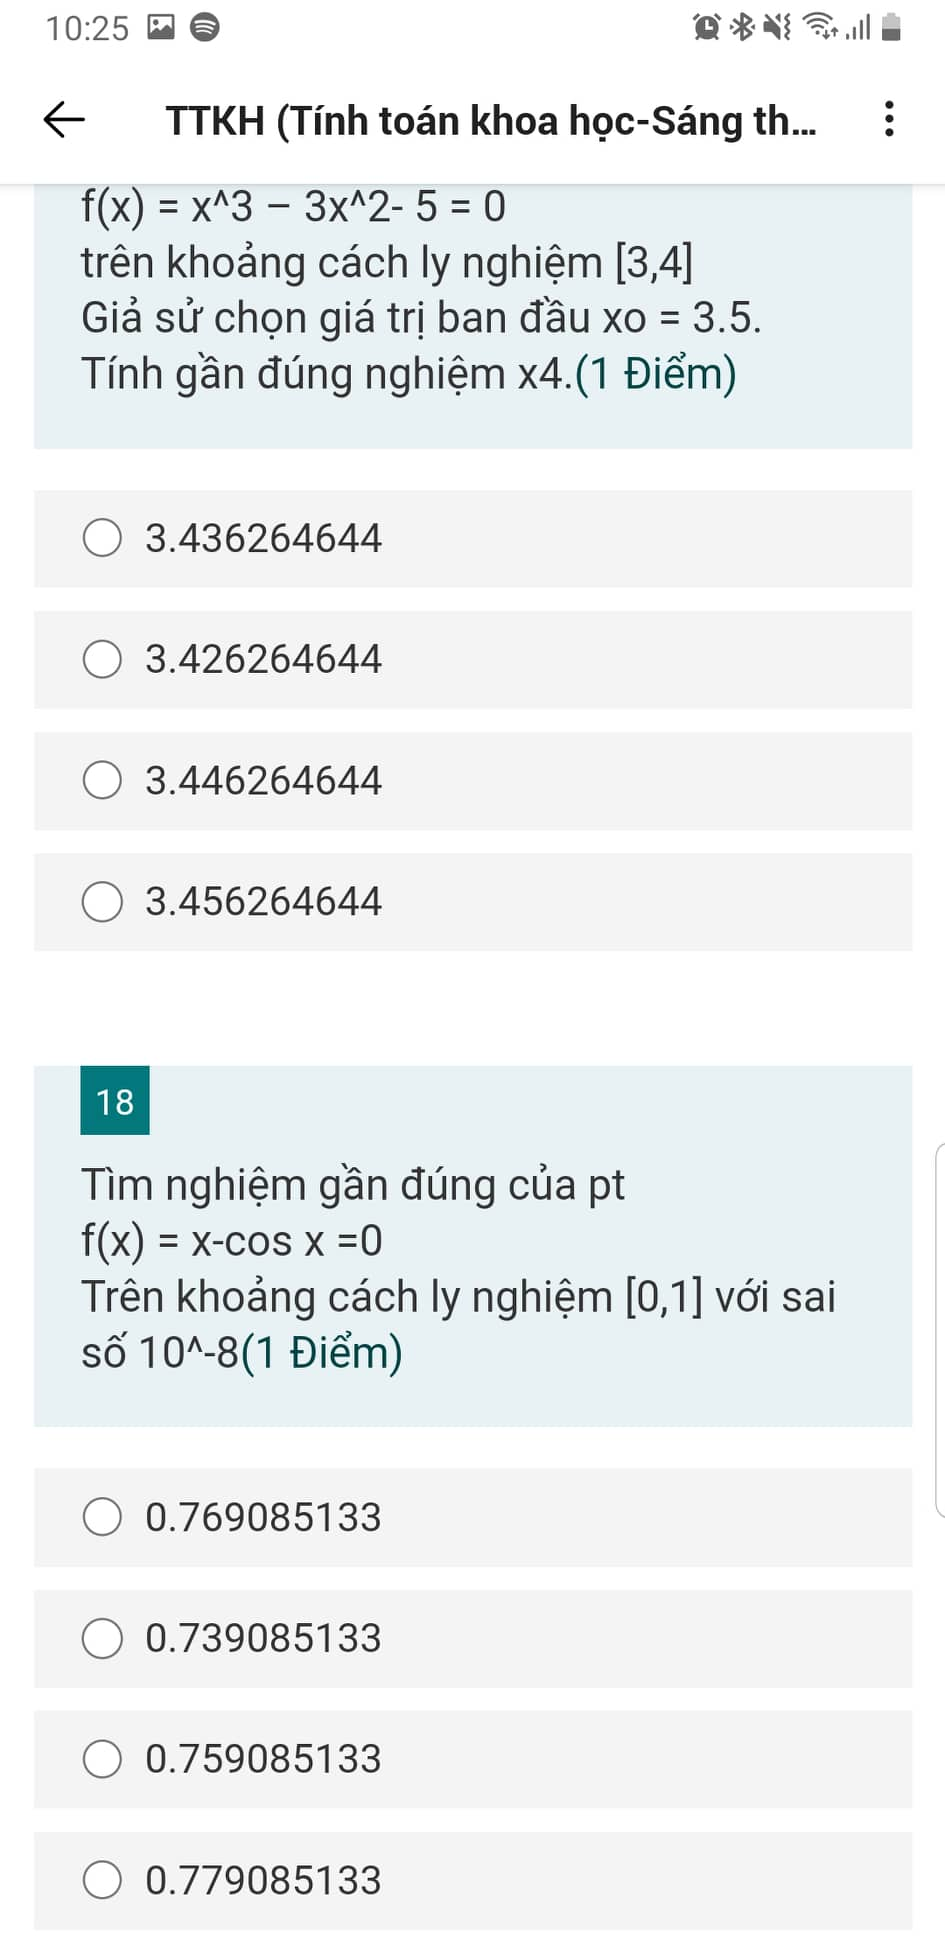 10:25
TTKH (Tính toán khoa học-Sáng th...
f(x) = x^3 – 3x^2- 5 = 0
trên khoảng cách ly nghiệm [3,4]
Giả sử chọn giá trị ban đầu xo = 3.5.
Tính gần đúng nghiệm x4.(1 Điểm)
3.436264644
3.426264644
3.446264644
3.456264644
18
Tìm nghiệm gần đúng của pt
f(x) = x-cos x =0
Trên khoảng cách ly nghiệm [0,1] với sai
số 10^-8(1 Điểm)
0.769085133
0.739085133
0.759085133
0.779085133